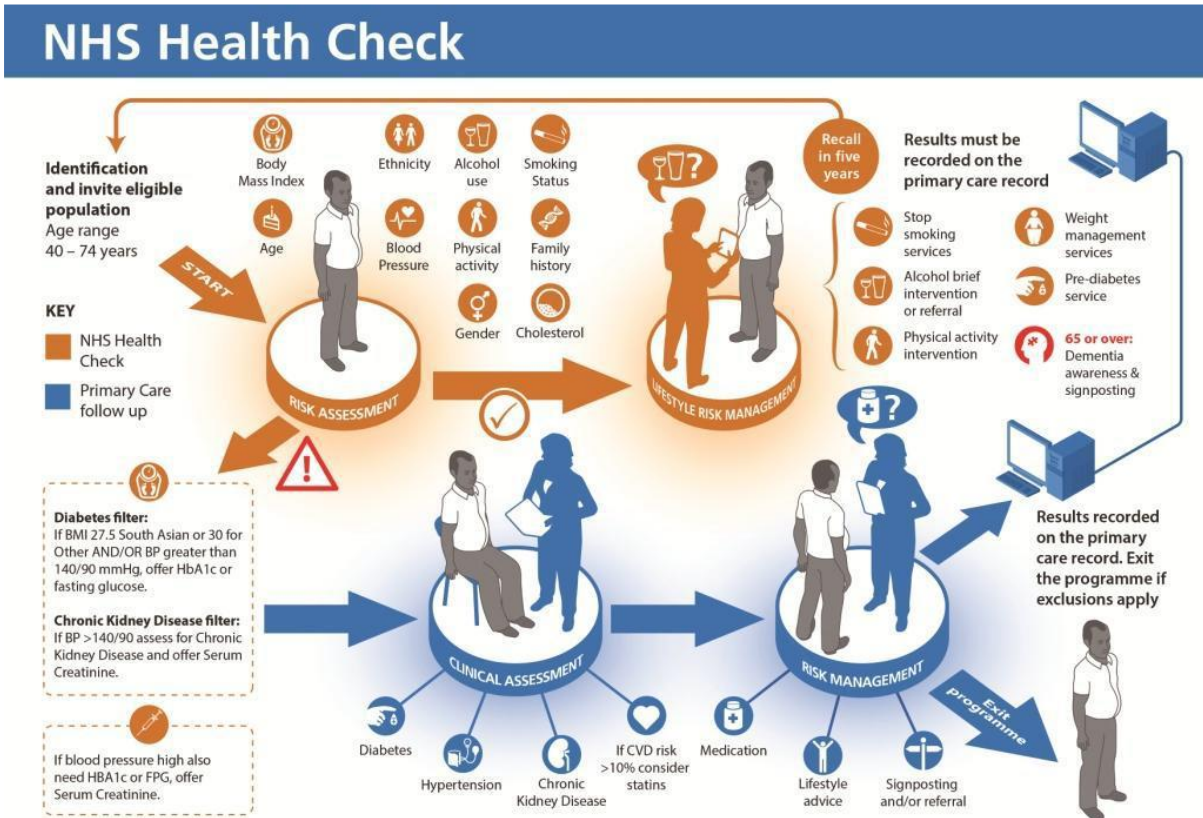 NHS Health Check
Identification
and invite eligible
population
Age range
40 – 74 years
START
KEY
NHS Health
Check
Primary Care
follow up
Body
Mass Index
Ethnicity
Alcohol
use
Smoking
Status
Age
Blood
Pressure
Physical
activity
Family
history
Gender
Cholesterol
RISK ASSESSMENT
?
LIFESTYLE RISK MANAGEMENT
Recall
in five
years
Results must be
recorded on the
primary care record
Stop
smoking
services
Alcohol brief
intervention
or referral
Physical activity
intervention
Weight
management
services
Pre-diabetes
service
65 or over:
Dementia
awareness &
signposting
!
Diabetes filter:
If BMI 27.5 South Asian or 30 for
Other AND/OR BP greater than
140/90 mmHg, offer HbA1c or
fasting glucose.
Chronic Kidney Disease filter:
If BP >140/90 assess for Chronic
Kidney Disease and offer Serum
Creatinine.
If blood pressure high also
need HBA1c or FPG, offer
Serum Creatinine.
CLINICAL ASSESSMENT
Diabetes
Hypertension
Chronic
Kidney Disease
If CVD risk
>10% consider
statins
?
RISK MANAGEMENT
Medication
Lifestyle
advice
Signposting
and/or referral
Results recorded
on the primary
care record. Exit
the programme if
exclusions apply
Exit
programme